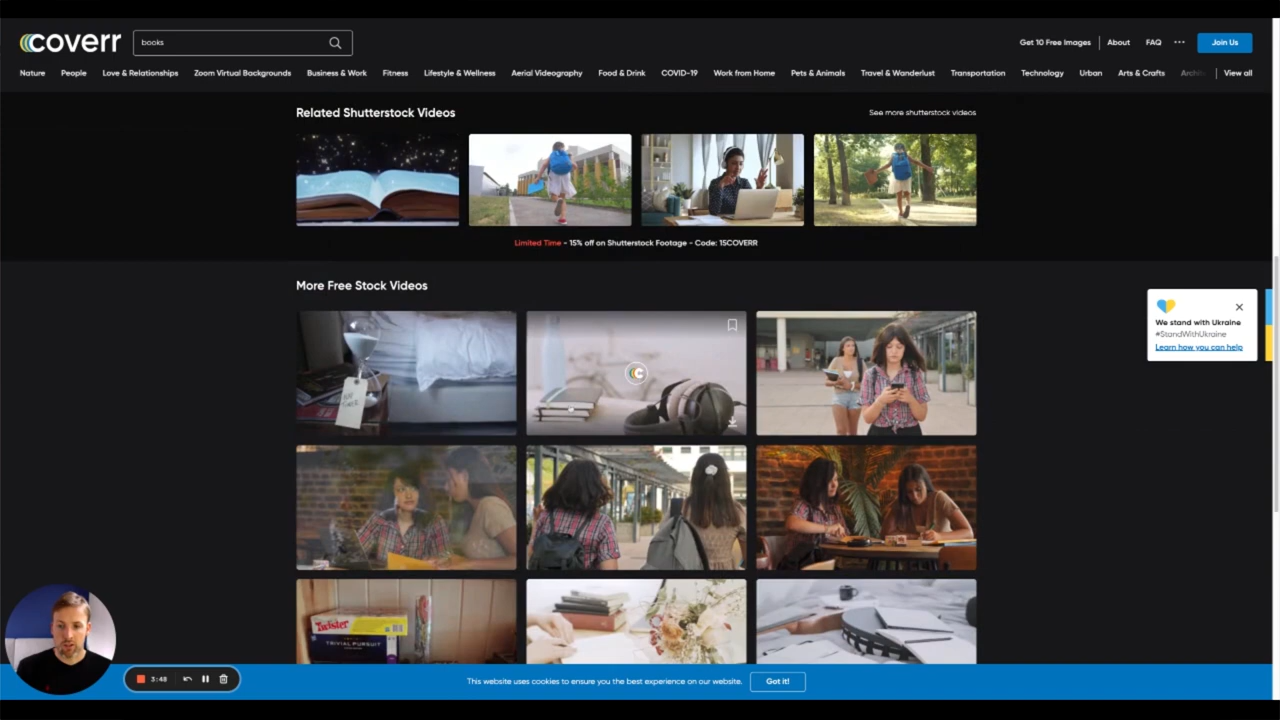 coverr
books
Get 10 Free Images
About
FAQ
Join Us
Nature
People
Love & Relationships
Zoom Virtual Backgrounds
Business & Work
Fitness
Lifestyle & Wellness
Aerial Videography
Food & Drink
COVID-19
Work from Home
Pets & Animals
Travel & Wanderlust
Transportation
Technology
Urban
Arts & Crafts
View all
Related Shutterstock Videos
See more shutterstock videos
Limited Time - 15% off on Shutterstock Footage - Code: 15COVERR
More Free Stock Videos
We stand with Ukraine
#StandWithUkraine
Learn how you can help
Twister
TRIVIAL PURSUIT
3:48
This website uses cookies to ensure you the best experience on our website.
Got it!